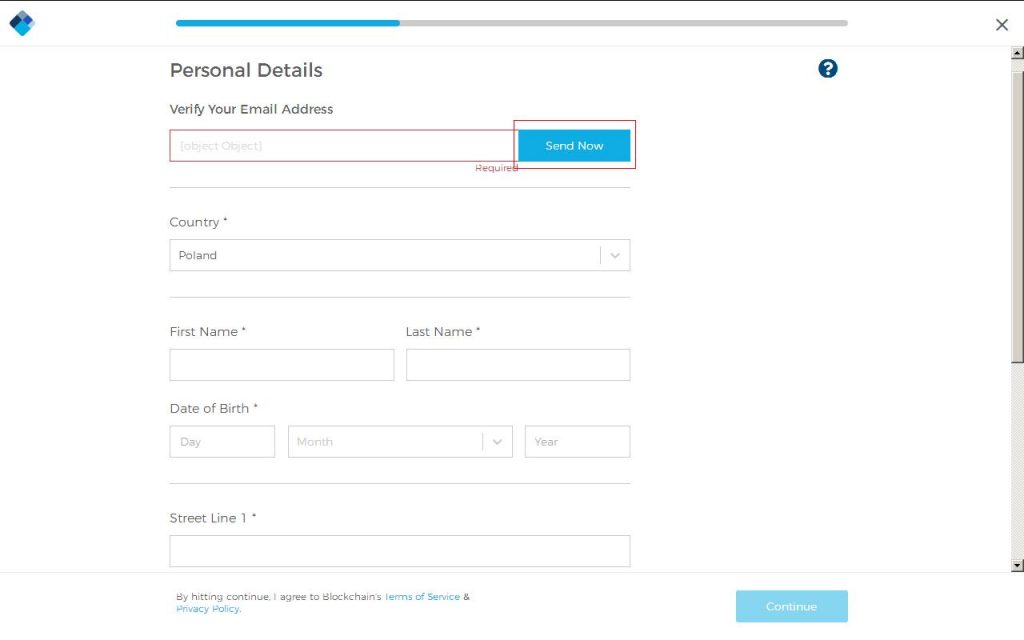 Personal Details
?
Verify Your Email Address
[object Object]
Send Now
Required
Country *
Poland
First Name * Last Name *
Date of Birth *
Day Month Year
Street Line 1 *
By hitting continue, I agree to Blockchain's Terms of Service &
Privacy Policy.
Continue